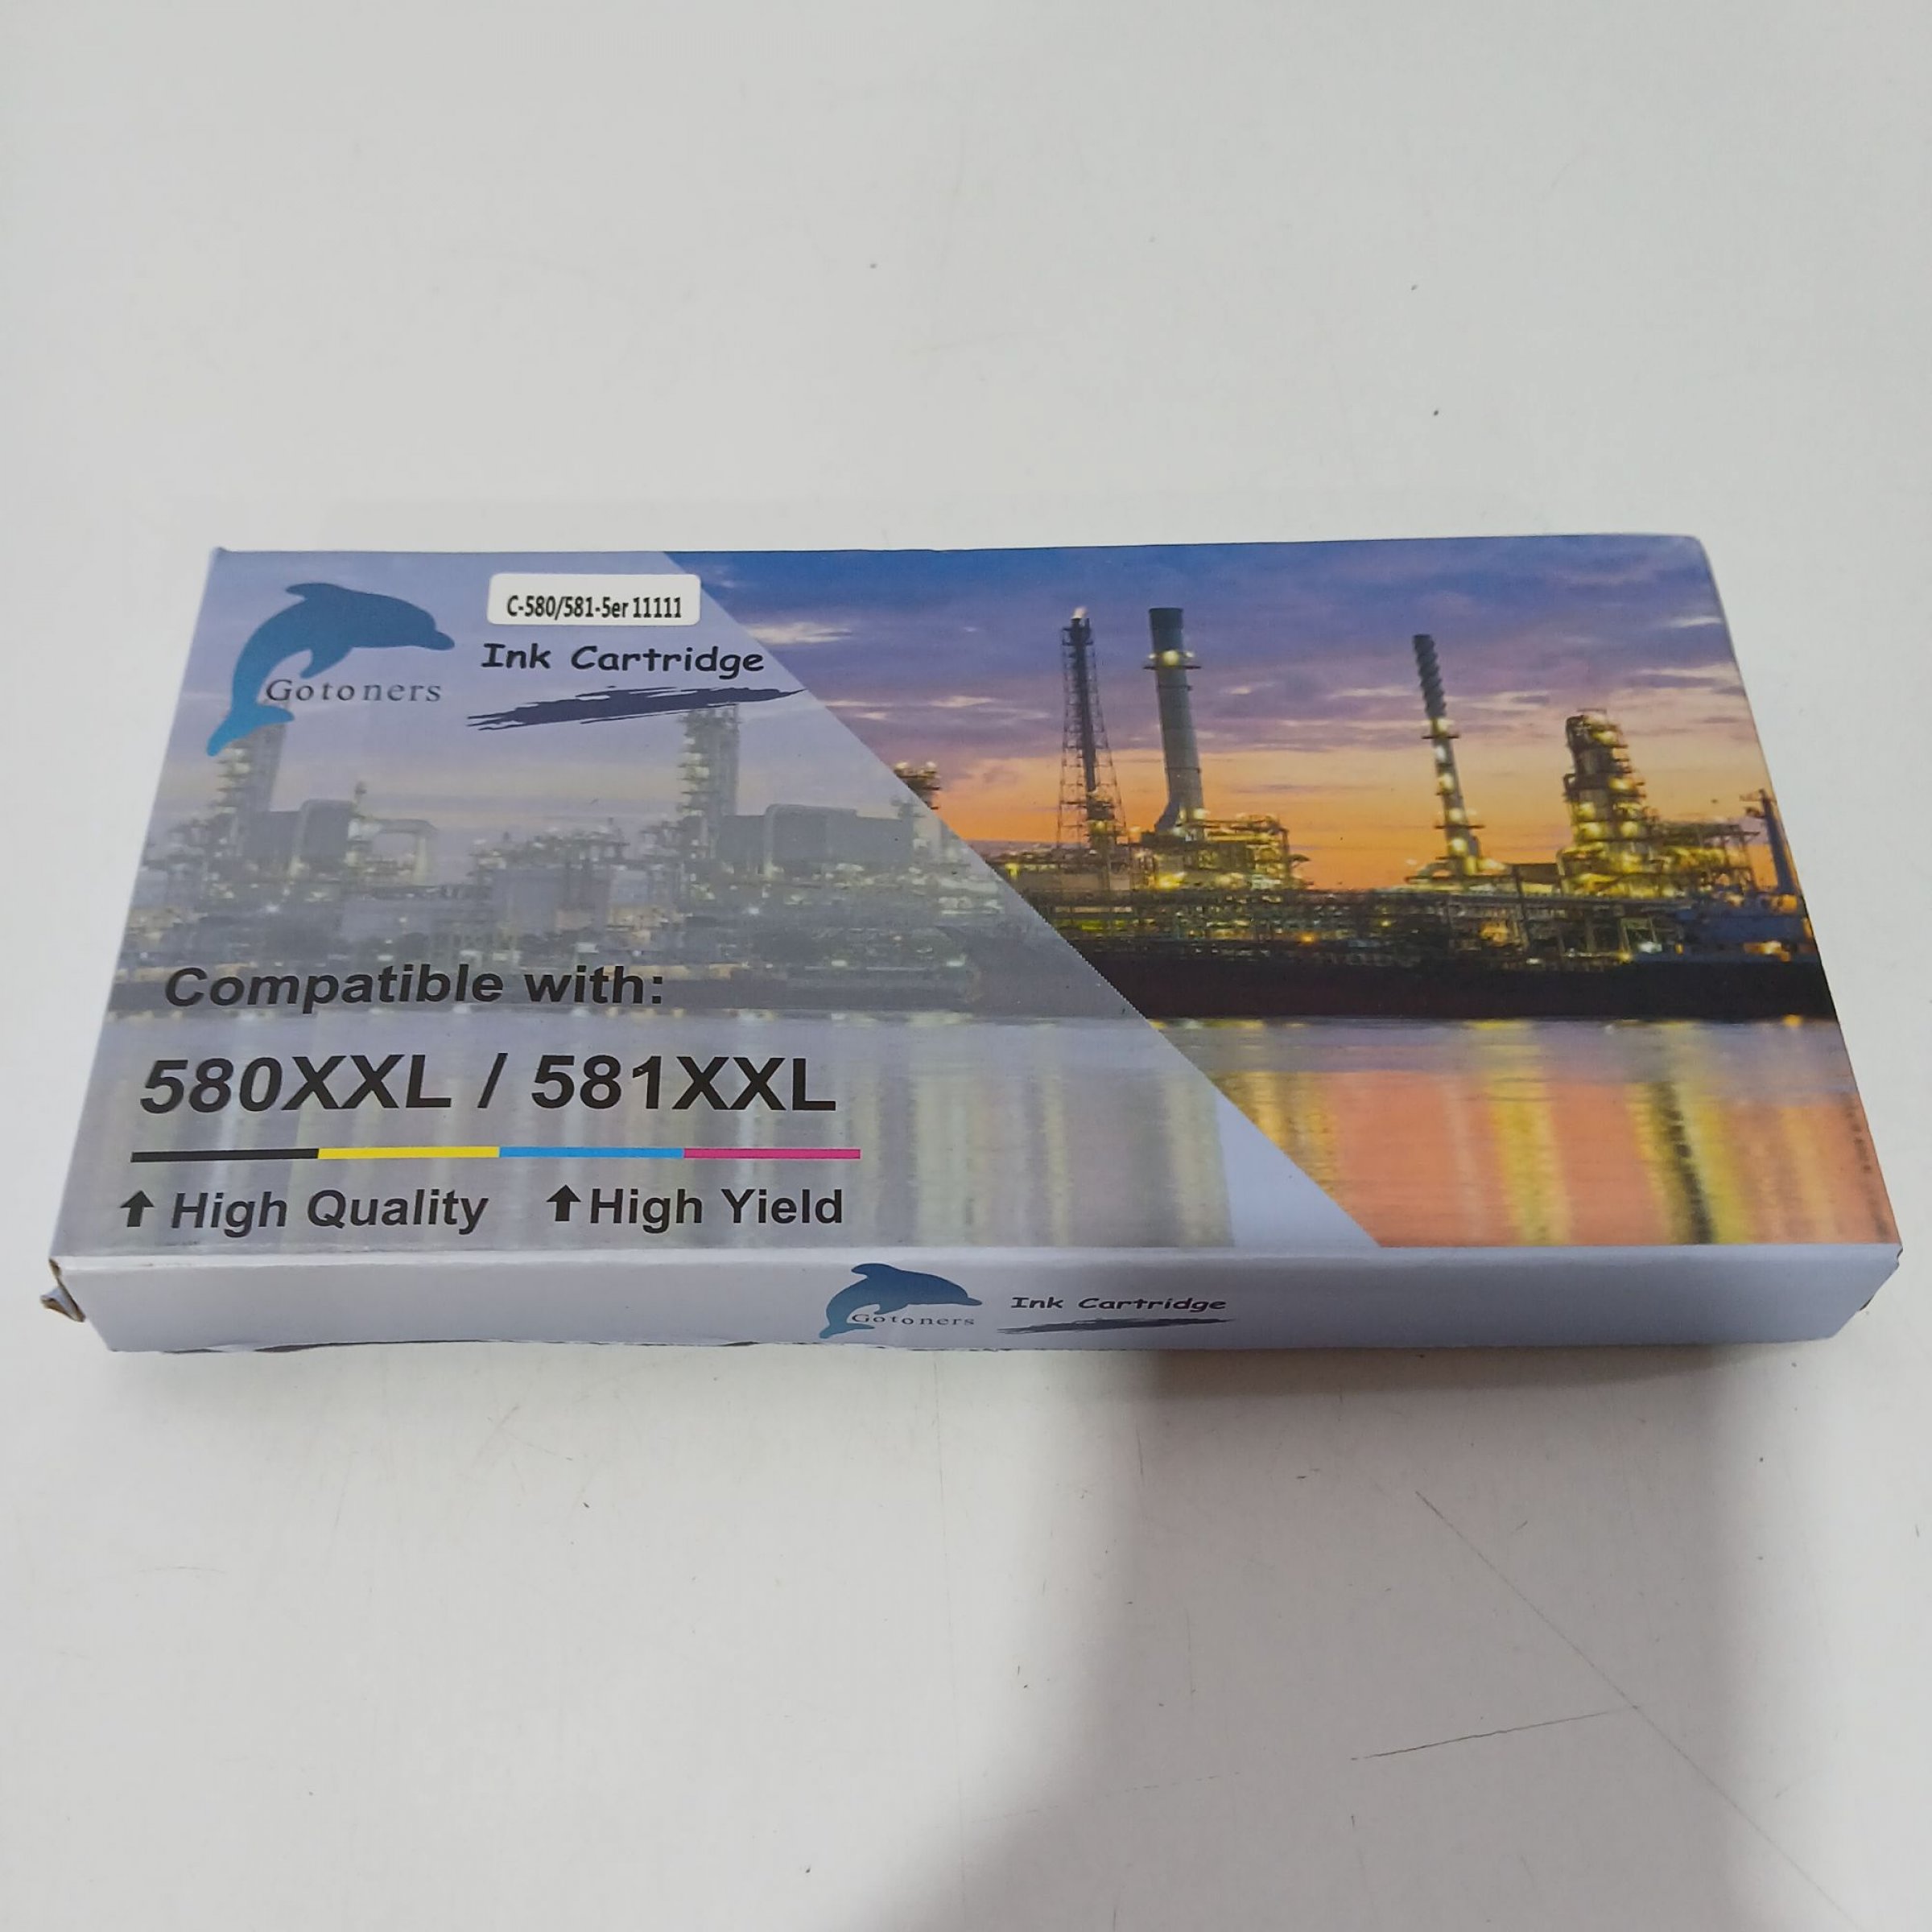 C-580/581-5er 11111
Gotoners
Ink Cartridge
Compatible with:
580XXL / 581XXL
High Quality
High Yield
Gotoners
Ink Cartridge